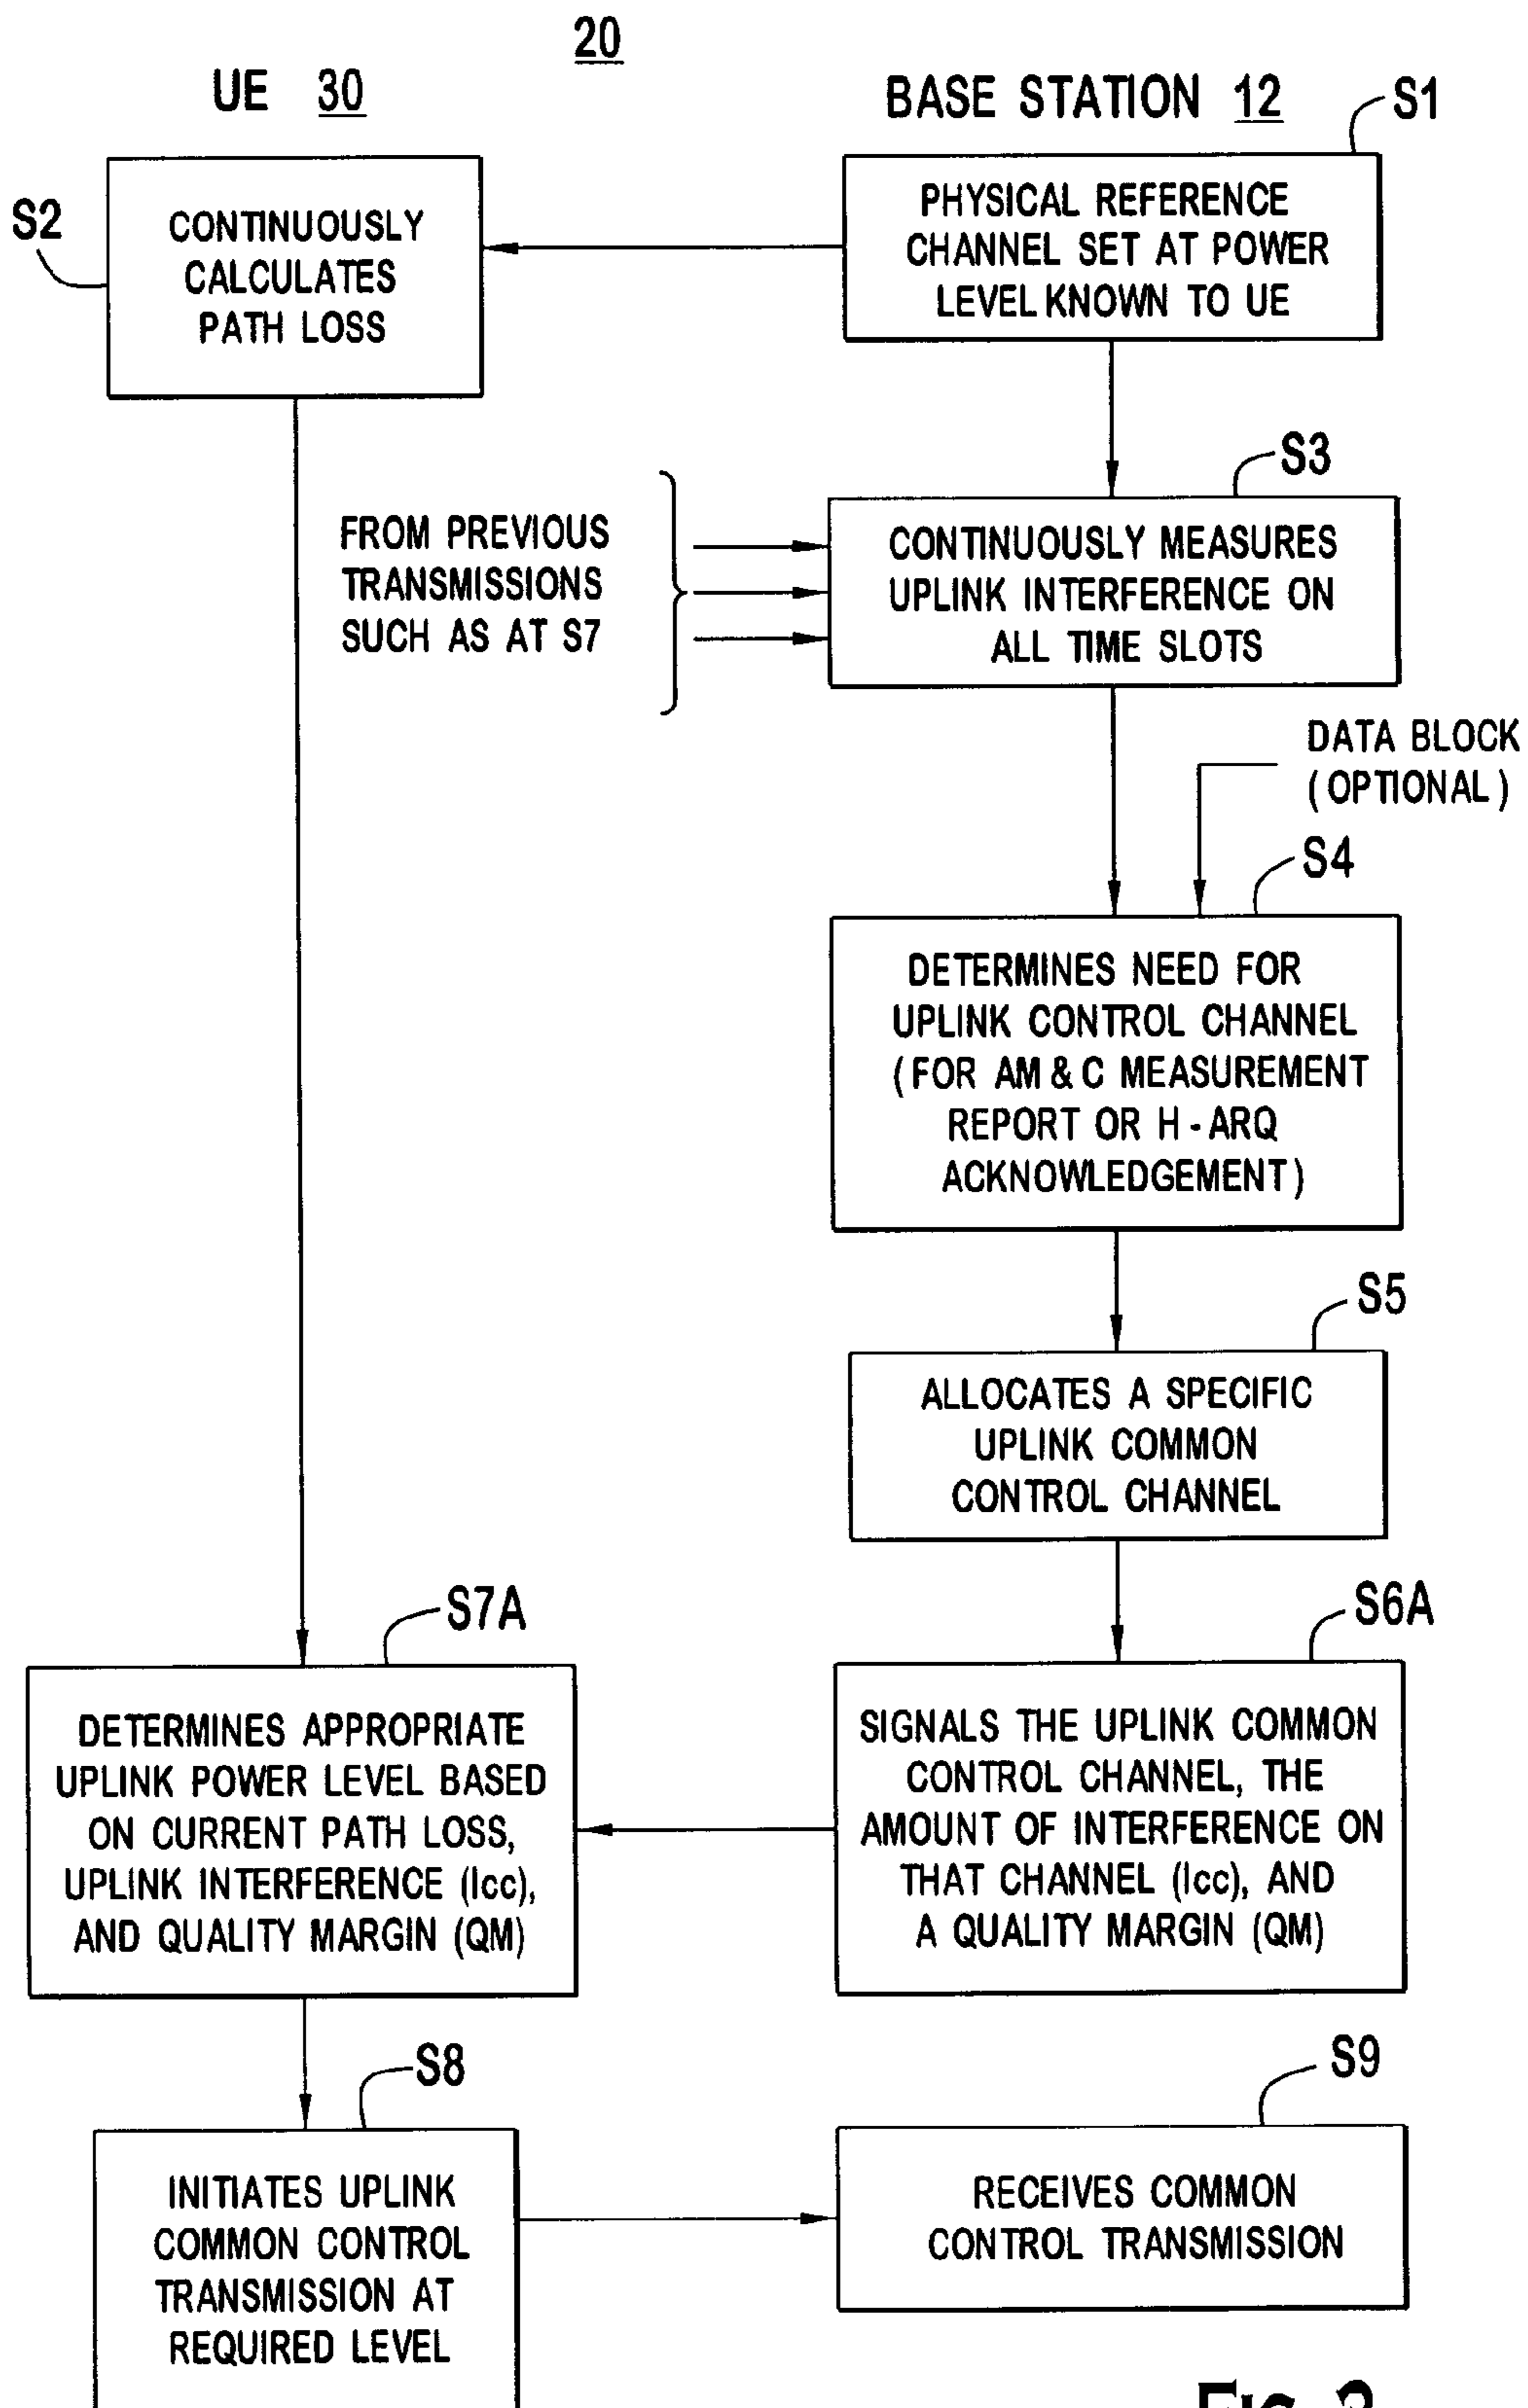 20
UE 30
BASE STATION 12
S1
PHYSICAL REFERENCE
CHANNEL SET AT POWER
LEVEL KNOWN TO UE
S2
CONTINUOUSLY
CALCULATES
PATH LOSS
S3
FROM PREVIOUS
TRANSMISSIONS
SUCH AS AT S7
CONTINUOUSLY MEASURES
UPLINK INTERFERENCE ON
ALL TIME SLOTS
DATA BLOCK
(OPTIONAL)
S4
DETERMINES NEED FOR
UPLINK CONTROL CHANNEL
(FOR AM & C MEASUREMENT
REPORT OR H-ARQ
ACKNOWLEDGEMENT)
S5
ALLOCATES A SPECIFIC
UPLINK COMMON
CONTROL CHANNEL
S6A
SIGNALS THE UPLINK COMMON
CONTROL CHANNEL, THE
AMOUNT OF INTERFERENCE ON
THAT CHANNEL (Icc), AND
A QUALITY MARGIN (QM)
S7A
DETERMINES APPROPRIATE
UPLINK POWER LEVEL BASED
ON CURRENT PATH LOSS,
UPLINK INTERFERENCE (Icc),
AND QUALITY MARGIN (QM)
S8
INITIATES UPLINK
COMMON CONTROL
TRANSMISSION AT
REQUIRED LEVEL
S9
RECEIVES COMMON
CONTROL TRANSMISSION